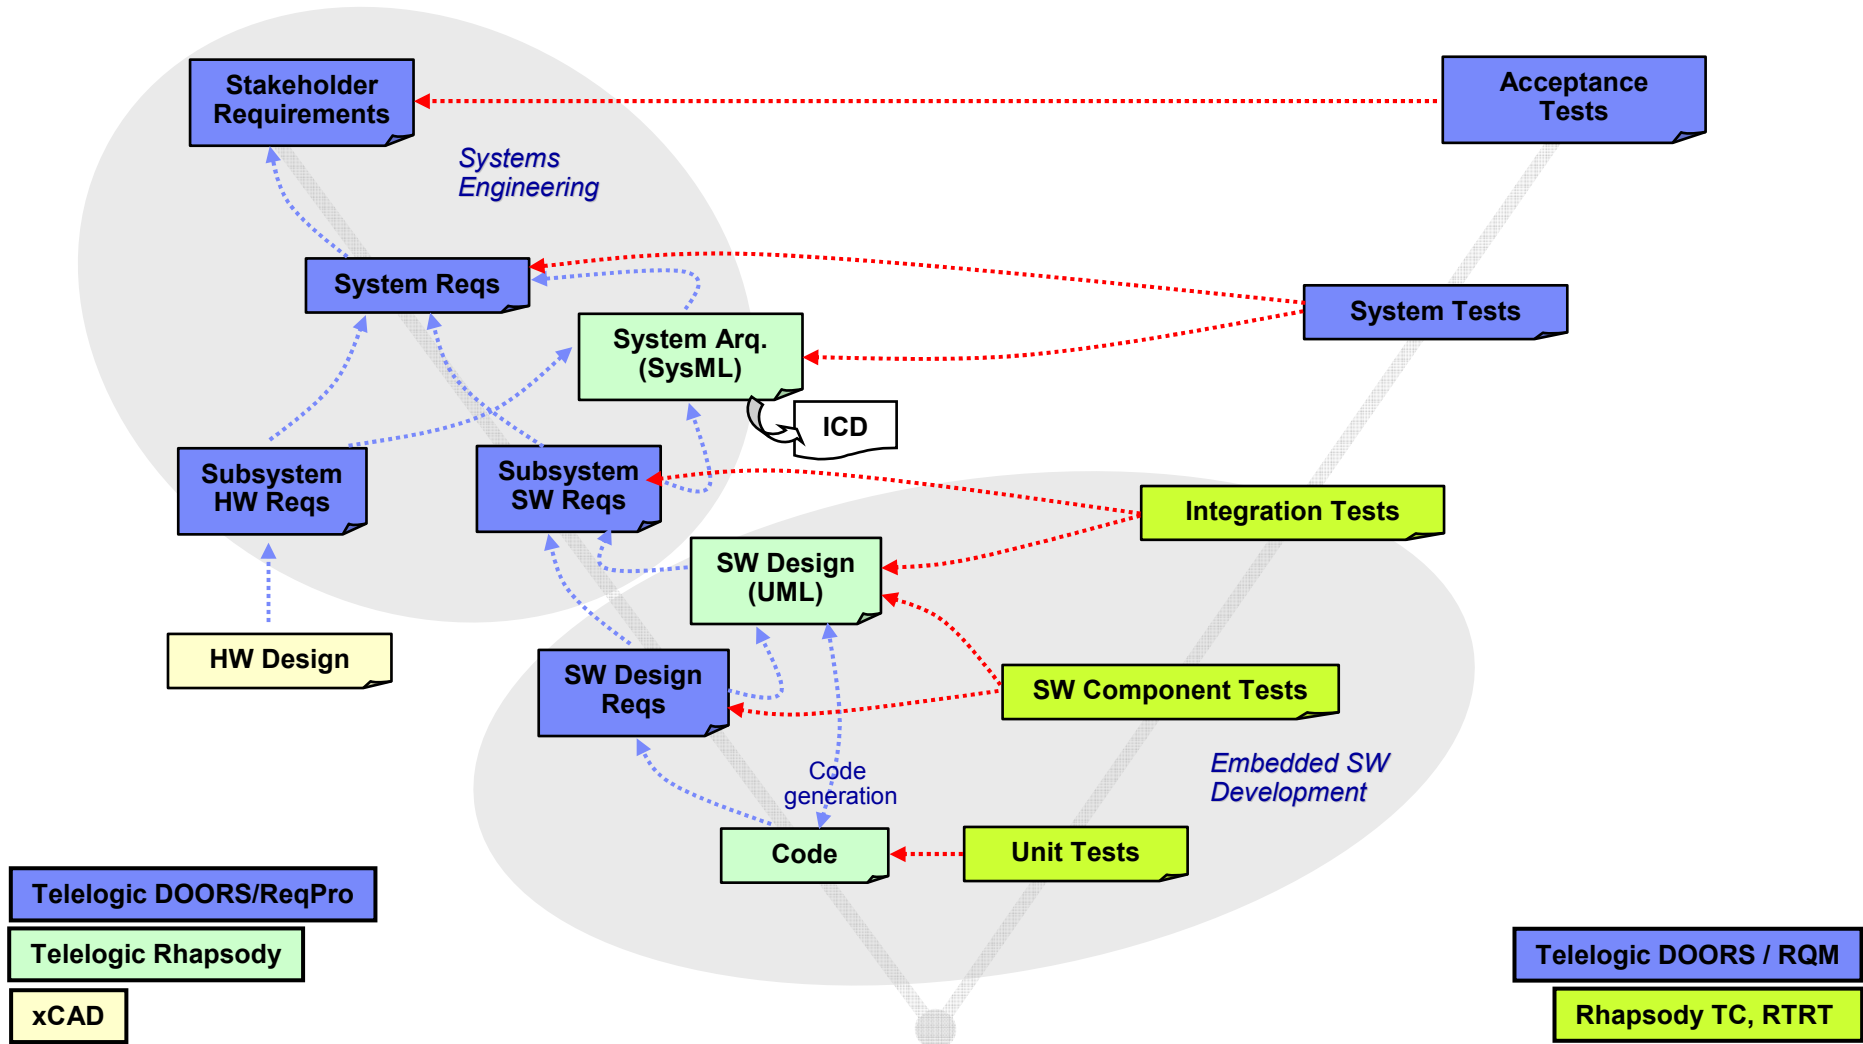 Stakeholder
Requirements
Acceptance
Tests
Systems
Engineering
System Reqs
System Tests
System Arq.
(SysML)
ICD
Subsystem
HW Reqs
Subsystem
SW Reqs
Integration Tests
SW Design
(UML)
HW Design
SW Design
Reqs
SW Component Tests
Code
generation
Embedded SW
Development
Code
Unit Tests
Telelogic DOORS/ReqPro
Telelogic Rhapsody
xCAD
Telelogic DOORS / RQM
Rhapsody TC, RTRT